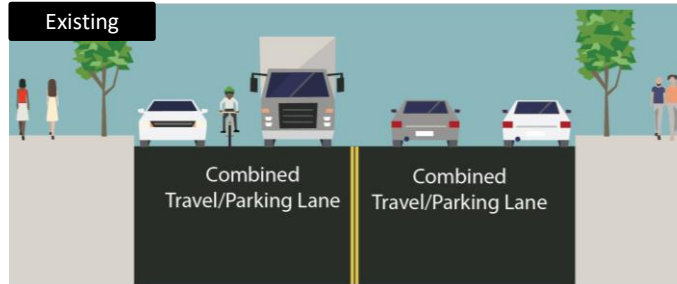 Existing
Combined
Travel/Parking Lane
Combined
Travel/Parking Lane